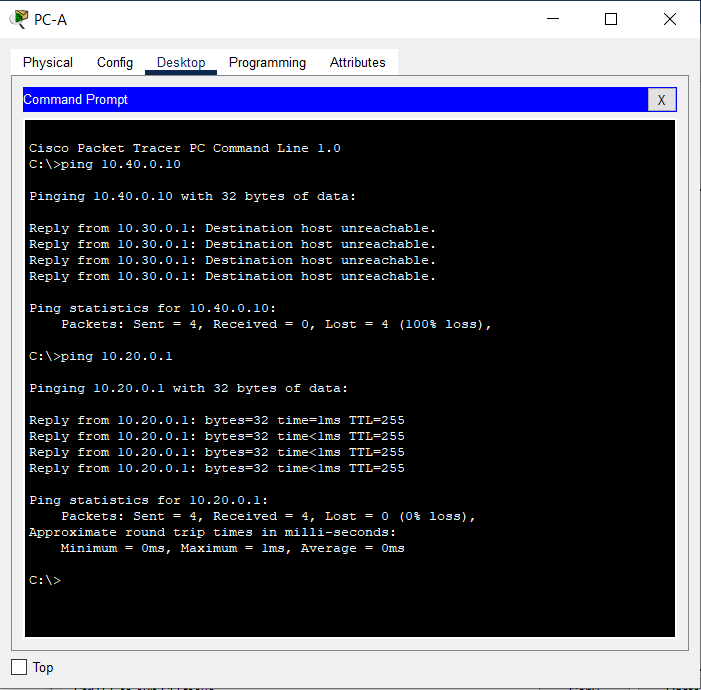 PC-A
Physical Config Desktop Programming Attributes
Command Prompt
X
Cisco Packet Tracer PC Command Line 1.0
C:\>ping 10.40.0.10
Pinging 10.40.0.10 with 32 bytes of data:
Reply from 10.30.0.1: Destination host unreachable.
Reply from 10.30.0.1: Destination host unreachable.
Reply from 10.30.0.1: Destination host unreachable.
Reply from 10.30.0.1: Destination host unreachable.
Ping statistics for 10.40.0.10:
Packets: Sent = 4, Received = 0, Lost = 4 (100% loss),
C:\>ping 10.20.0.1
Pinging 10.20.0.1 with 32 bytes of data:
Reply from 10.20.0.1: bytes=32 time=1ms TTL=255
Reply from 10.20.0.1: bytes=32 time<1ms TTL=255
Reply from 10.20.0.1: bytes=32 time<1ms TTL=255
Reply from 10.20.0.1: bytes=32 time<1ms TTL=255
Ping statistics for 10.20.0.1:
Packets: Sent = 4, Received = 4, Lost = 0 (0% loss),
Approximate round trip times in milli-seconds:
Minimum = 0ms, Maximum = 1ms, Average = 0ms
C:\>
Top